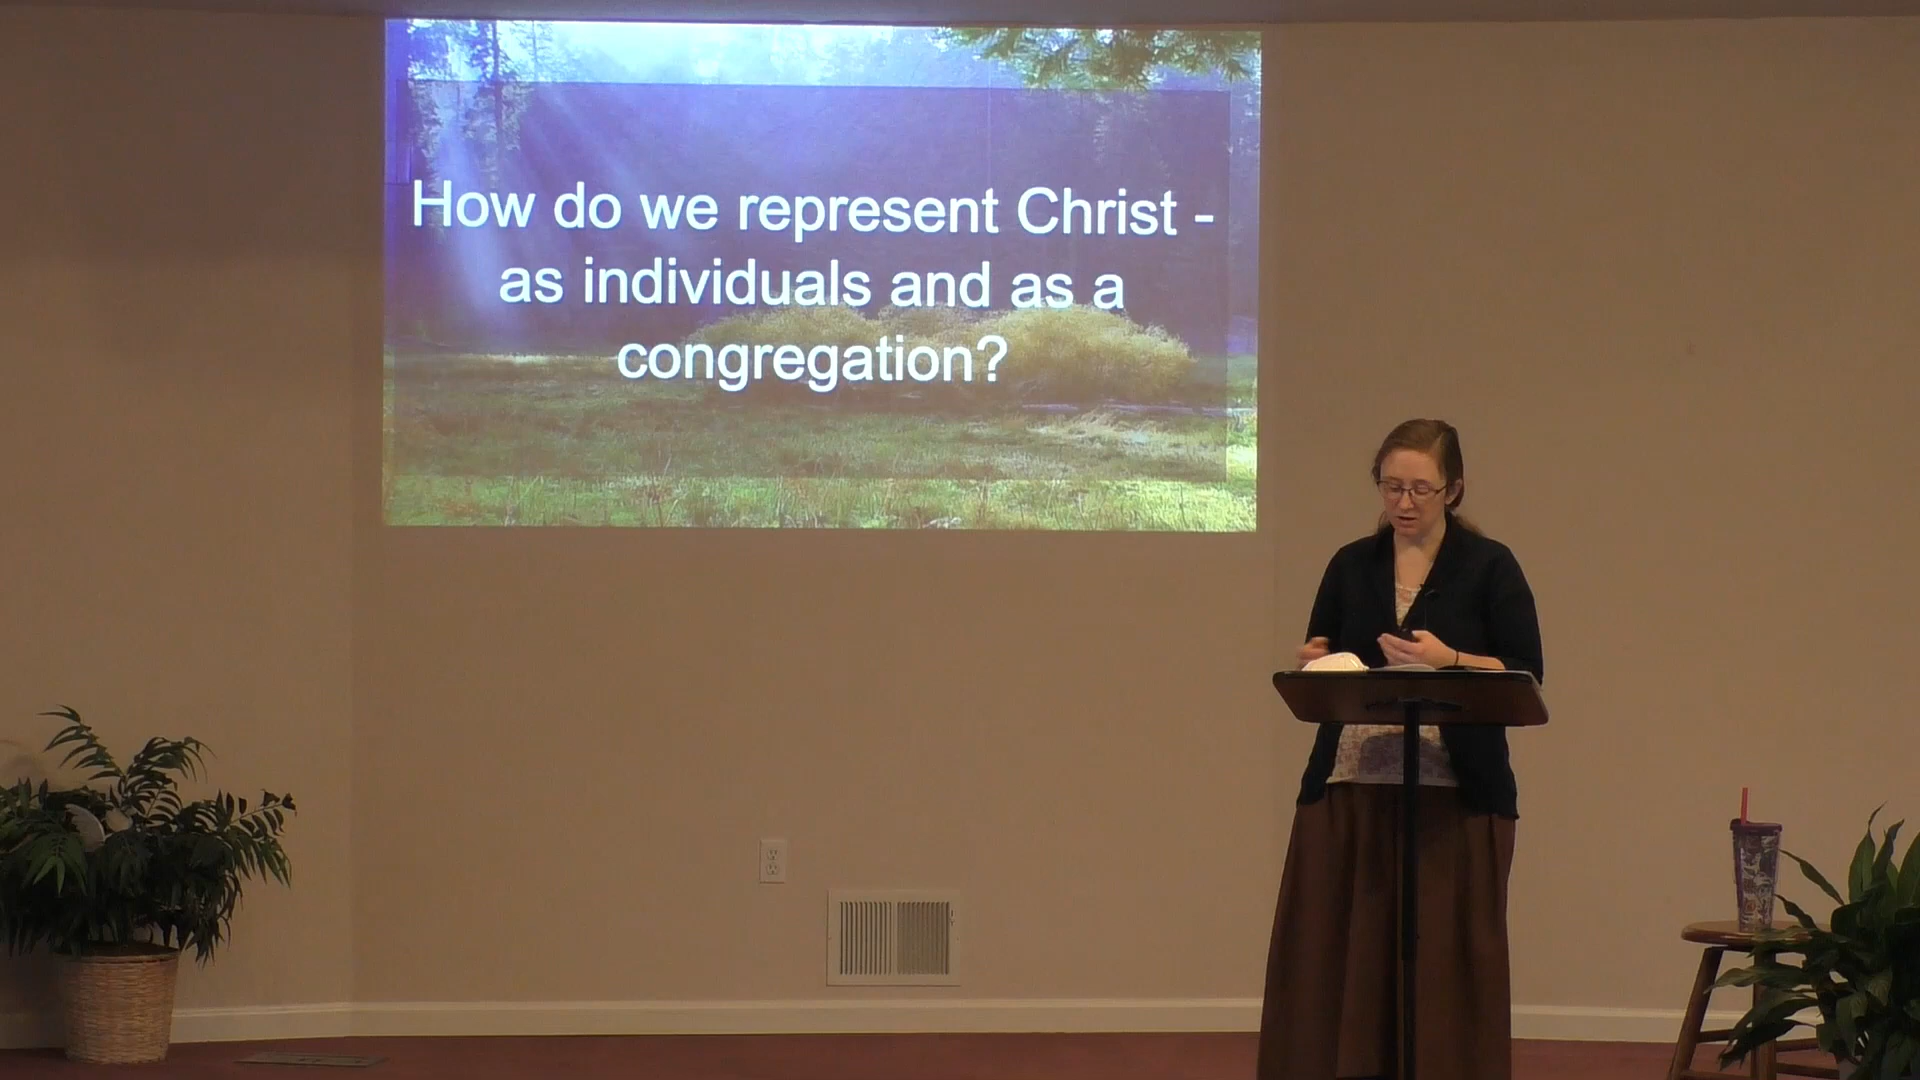 How do we represent Christ -
as individuals and as a
congregation?